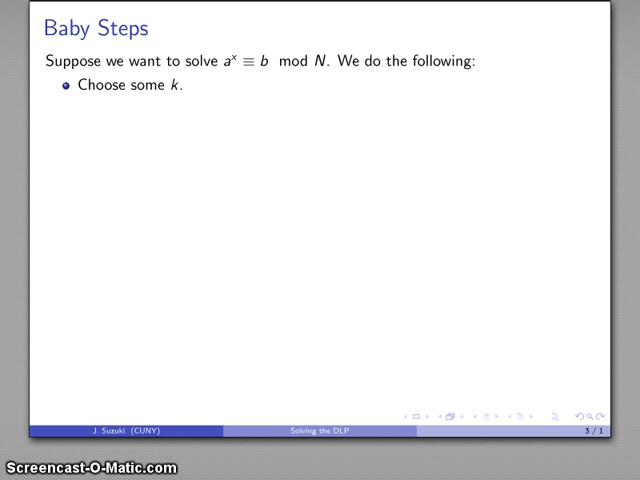 Baby Steps
Suppose we want to solve aˣ ≡ b mod N. We do the following:
Choose some k.
J. Suzuki (CUNY) Solving the DLP 3 / 1
Screencast-O-Matic.com